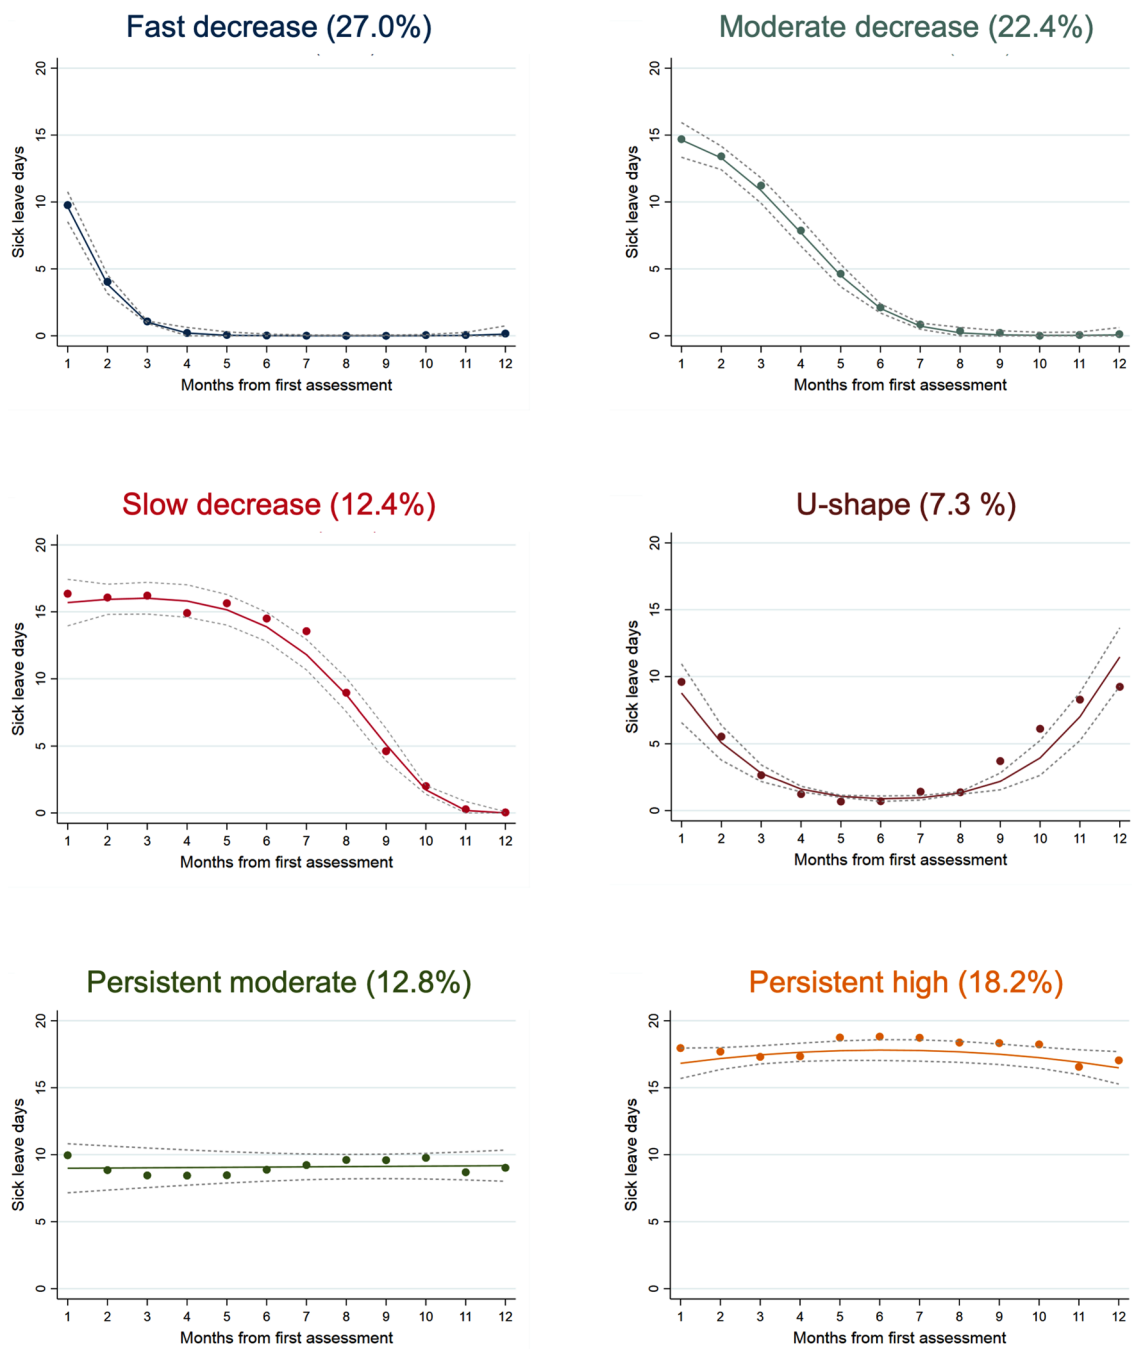 Fast decrease (27.0%)
Sick leave days
20
15
10
5
0
1 2 3 4 5 6 7 8 9 10 11 12
Months from first assessment
Moderate decrease (22.4%)
Sick leave days
20
15
10
5
0
1 2 3 4 5 6 7 8 9 10 11 12
Months from first assessment
Slow decrease (12.4%)
Sick leave days
20
15
10
5
0
1 2 3 4 5 6 7 8 9 10 11 12
Months from first assessment
U-shape (7.3 %)
Sick leave days
20
15
10
5
0
1 2 3 4 5 6 7 8 9 10 11 12
Months from first assessment
Persistent moderate (12.8%)
Sick leave days
20
15
10
5
0
1 2 3 4 5 6 7 8 9 10 11 12
Months from first assessment
Persistent high (18.2%)
Sick leave days
20
15
10
5
0
1 2 3 4 5 6 7 8 9 10 11 12
Months from first assessment